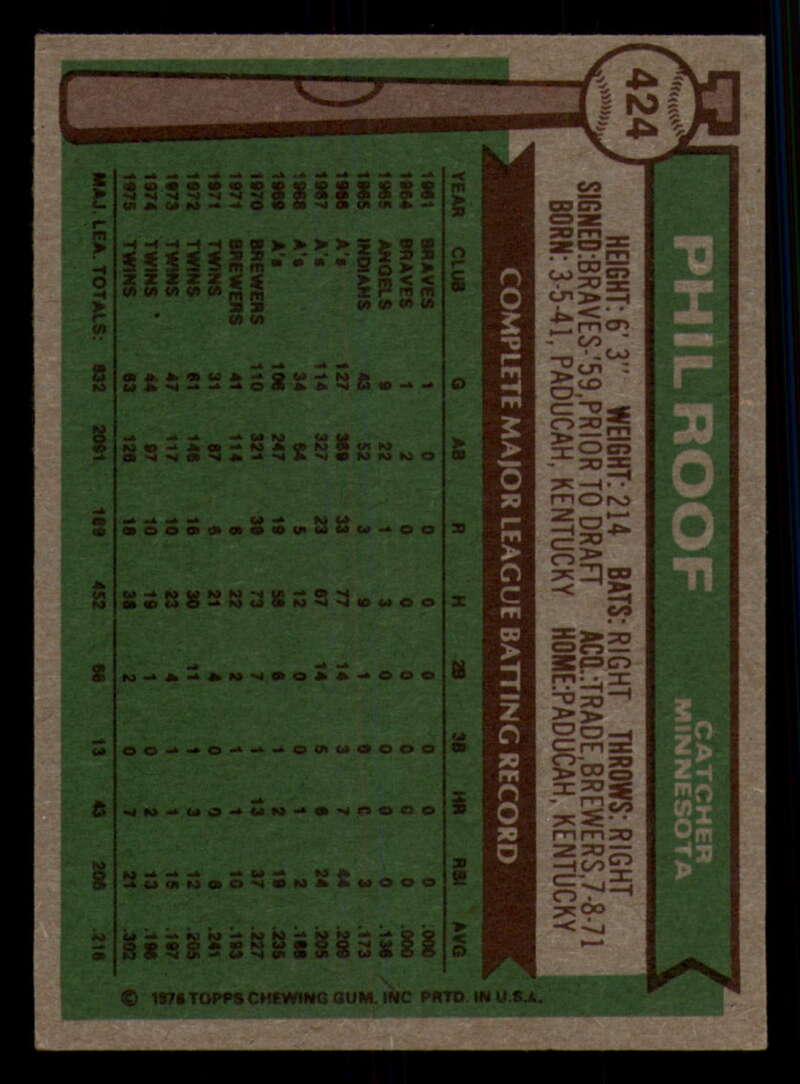 424
PHIL ROOF
CATCHER
MINNESOTA
HEIGHT: 6' 3" WEIGHT: 214 BATS: RIGHT THROWS: RIGHT
SIGNED: BRAVES-'59, PRIOR TO DRAFT ACQ.: TRADE, BREWERS, 7-8-71
BORN: 3-5-41, PADUCAH, KENTUCKY HOME: PADUCAH, KENTUCKY
COMPLETE MAJOR LEAGUE BATTING RECORD
YEAR CLUB G AB R H 2B 3B HR RBI AVG
1961 BRAVES 1 0 0 0 0 0 0 0 .000
1964 BRAVES 1 2 0 0 0 0 0 0 .000
1965 ANGELS 9 22 1 3 0 0 0 0 .136
1965 INDIANS 43 52 3 9 1 0 0 3 .173
1966 A's 127 369 33 77 14 3 7 44 .209
1967 A's 114 327 23 67 14 5 6 24 .205
1968 A's 34 64 5 12 0 0 1 2 .188
1969 A's 106 247 19 58 6 1 2 19 .235
1970 BREWERS 110 321 39 73 7 1 13 37 .227
1971 BREWERS 41 114 6 22 2 1 1 10 .193
1971 TWINS 31 87 6 21 4 0 0 6 .241
1972 TWINS 61 146 16 30 11 1 3 12 .205
1973 TWINS 47 117 10 23 4 1 1 15 .197
1974 TWINS 44 97 10 19 1 0 2 13 .196
1975 TWINS 63 126 18 38 2 0 7 21 .302
MAJ. LEA. TOTALS: 832 2091 189 452 66 13 43 206 .216
© 1976 TOPPS CHEWING GUM, INC PRTD. IN U.S.A.